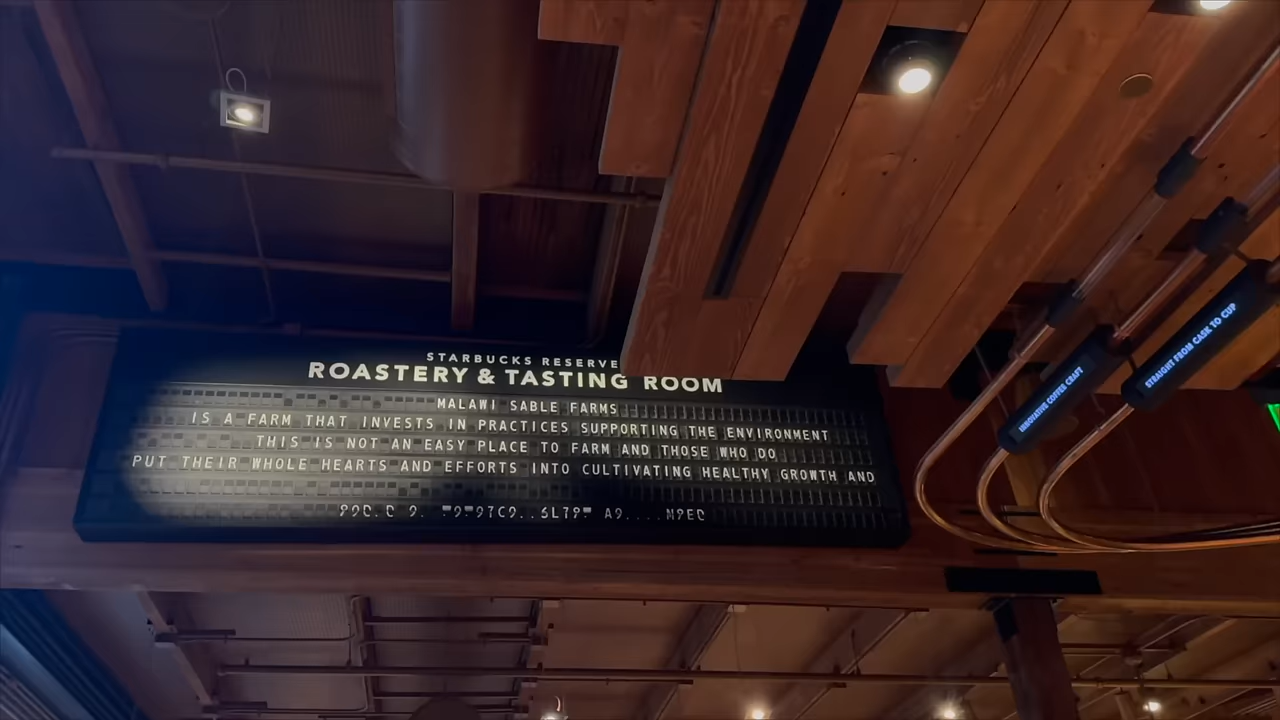 STARBUCKS RESERVE
ROASTERY & TASTING ROOM
MALAWI SABLE FARMS
IS A FARM THAT INVESTS IN PRACTICES SUPPORTING THE ENVIRONMENT
THIS IS NOT AN EASY PLACE TO FARM AND THOSE WHO DO
PUT THEIR WHOLE HEARTS AND EFFORTS INTO CULTIVATING HEALTHY GROWTH AND
INNOVATIVE COFFEE CRAFT
STRAIGHT FROM CASK TO CUP